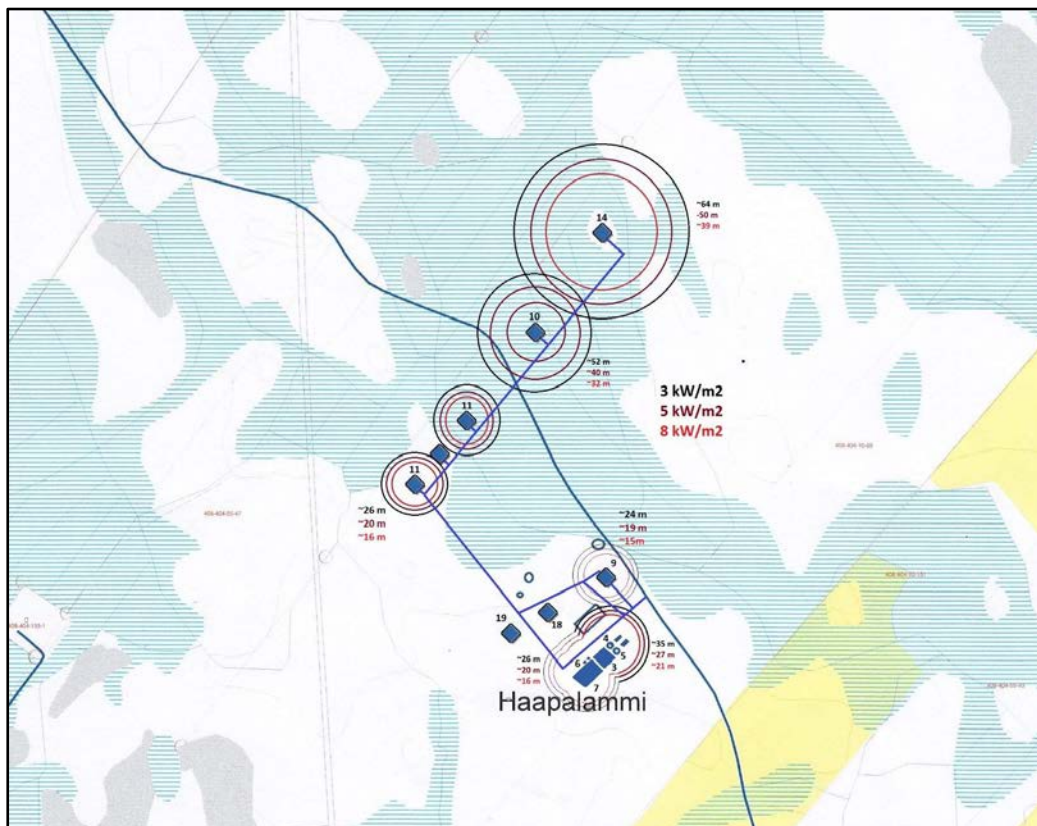 14
~64 m
-50 m
~39 m
10
~52 m
~40 m
~32 m
3 kW/m2
5 kW/m2
8 kW/m2
11
11
~26 m
~20 m
~16 m
~24 m
~19 m
~15m
9
18
19
4
5
6
3
7
~35 m
~27 m
~21 m
~26 m
~20 m
~16 m
Haapalammi